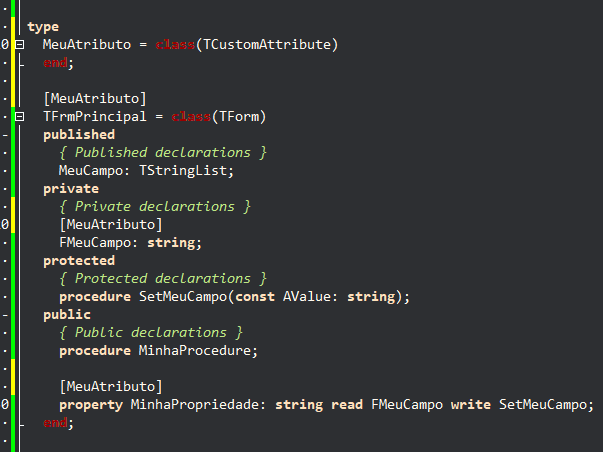 type
MeuAtributo = class(TCustomAttribute)
end;
[MeuAtributo]
TFrmPrincipal = class(TForm)
published
{ Published declarations }
MeuCampo: TStringList;
private
{ Private declarations }
[MeuAtributo]
FMeuCampo: string;
protected
{ Protected declarations }
procedure SetMeuCampo(const AValue: string);
public
{ Public declarations }
procedure MinhaProcedure;
[MeuAtributo]
property MinhaPropriedade: string read FMeuCampo write SetMeuCampo;
end;